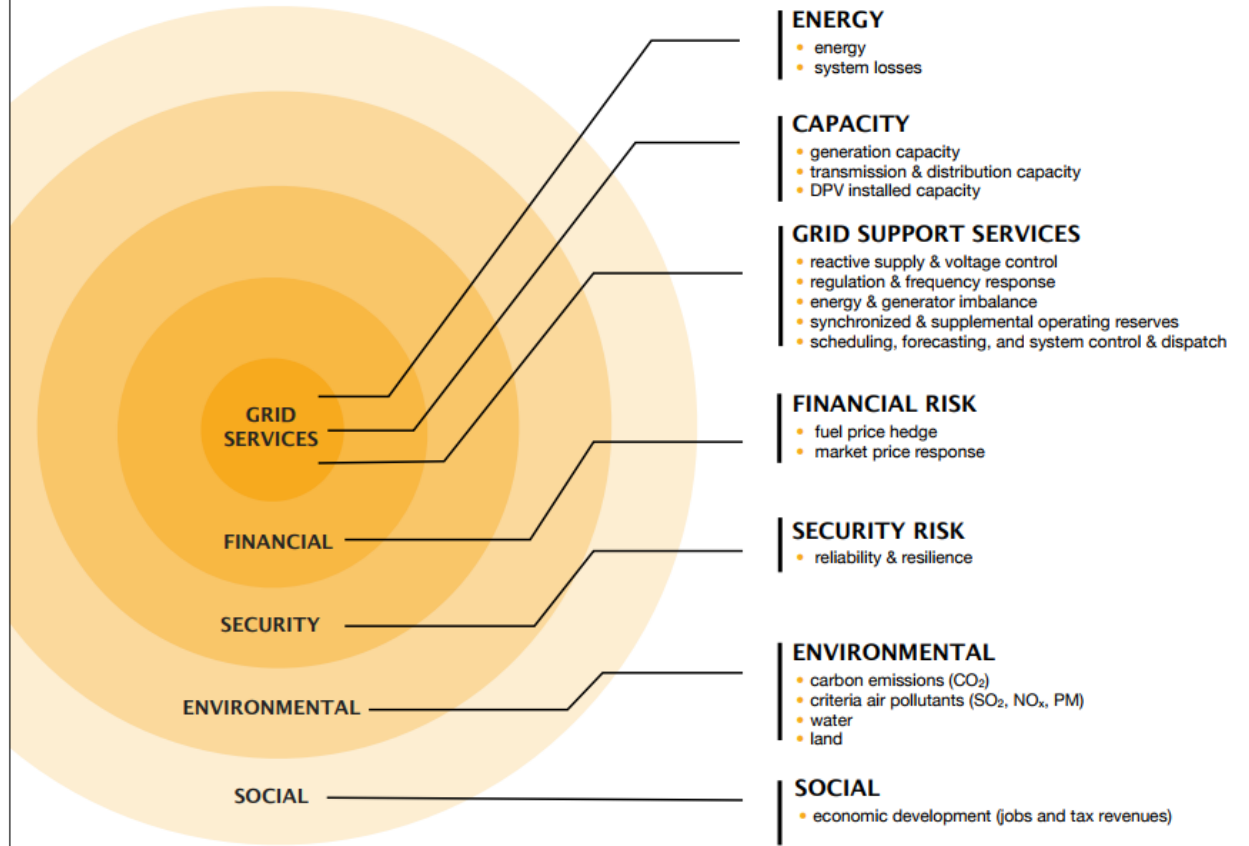 ENERGY
energy
system losses
CAPACITY
generation capacity
transmission & distribution capacity
DPV installed capacity
GRID SUPPORT SERVICES
reactive supply & voltage control
regulation & frequency response
energy & generator imbalance
synchronized & supplemental operating reserves
scheduling, forecasting, and system control & dispatch
GRID
SERVICES
FINANCIAL RISK
fuel price hedge
market price response
FINANCIAL
SECURITY RISK
reliability & resilience
SECURITY
ENVIRONMENTAL
carbon emissions (CO₂)
criteria air pollutants (SO₂, NOₓ, PM)
water
land
ENVIRONMENTAL
SOCIAL
SOCIAL
economic development (jobs and tax revenues)